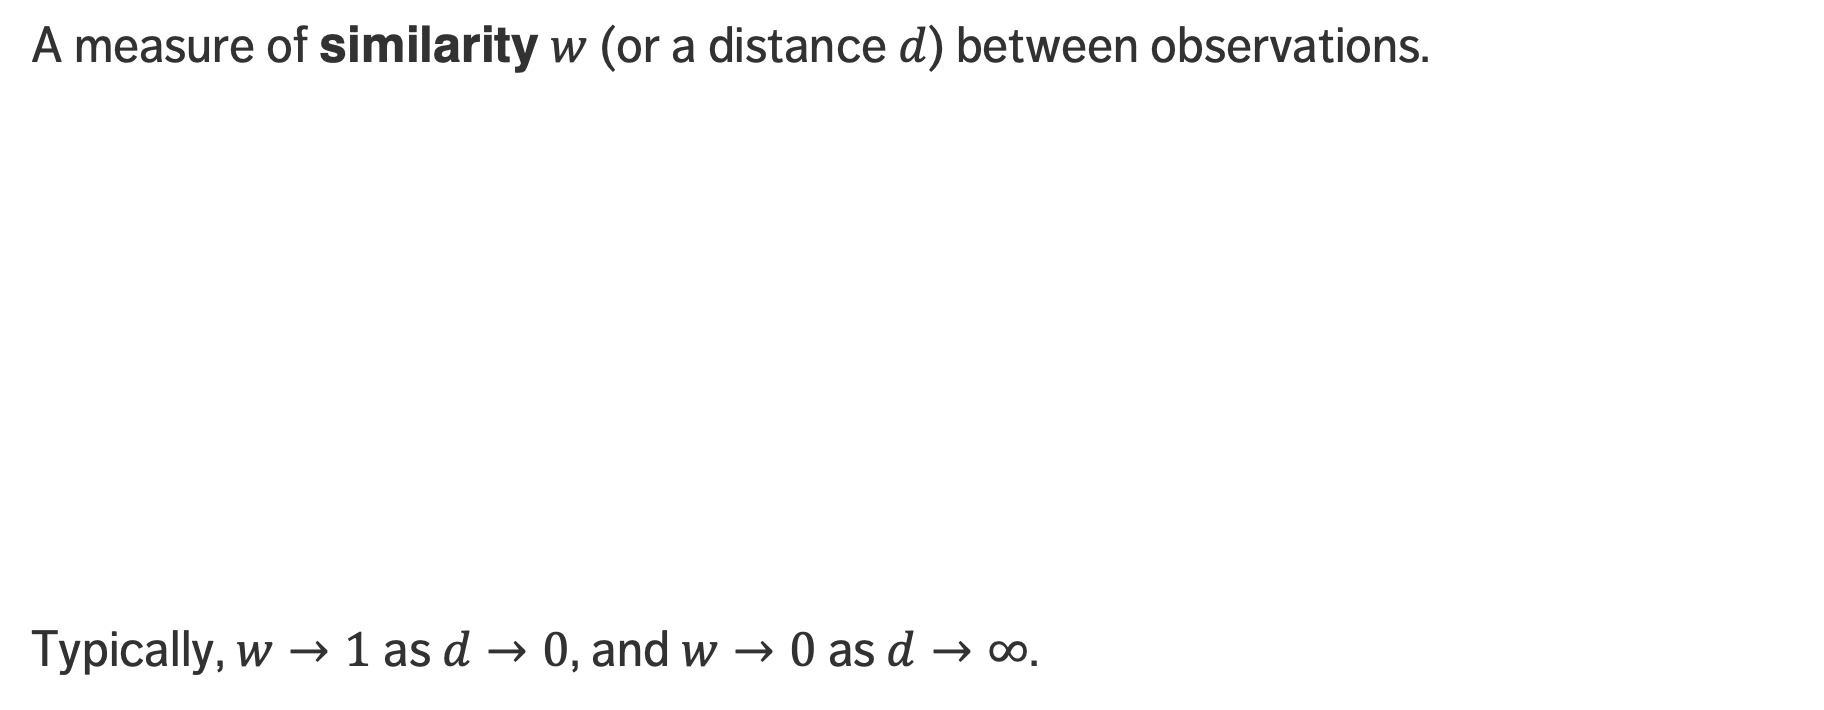 A measure of similarity w (or a distance d) between observations.
Typically, w → 1 as d → 0, and w → 0 as d → ∞.